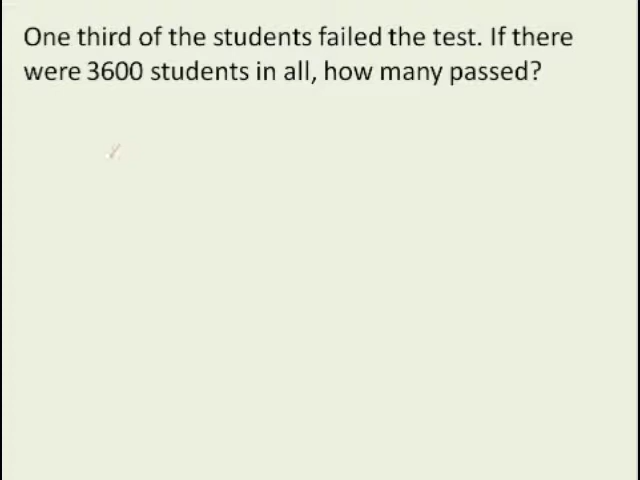 One third of the students failed the test. If there
were 3600 students in all, how many passed?